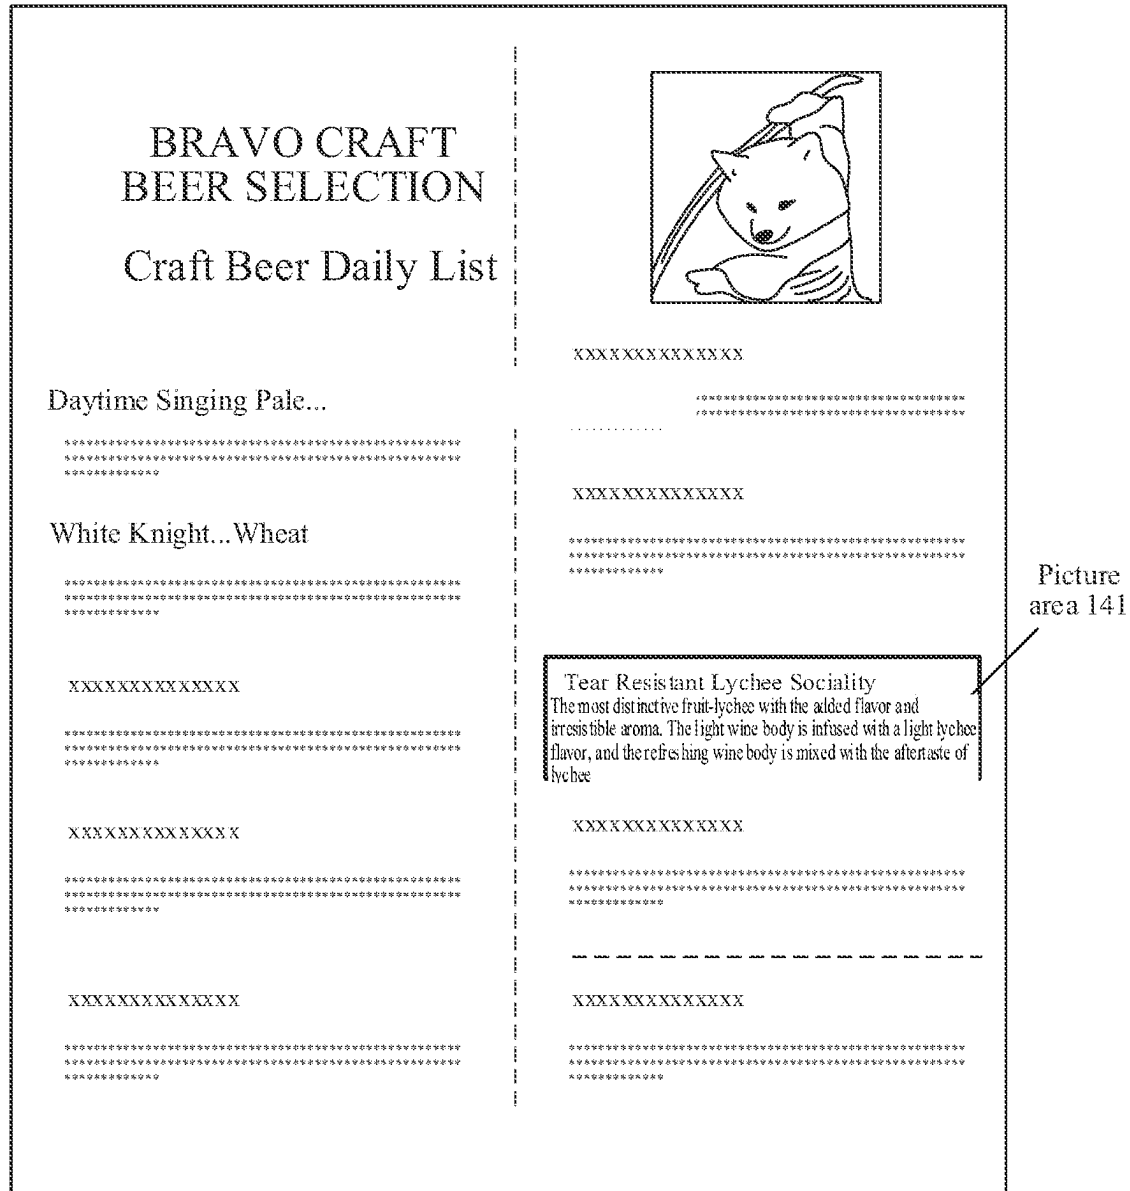 BRAVO CRAFT
BEER SELECTION
Craft Beer Daily List
Daytime Singing Pale...
************************************************
************************************************
*************
White Knight...Wheat
************************************************
************************************************
*************
XXXXXXXXXXXXXX
************************************************
************************************************
*************
XXXXXXXXXXXXXX
************************************************
************************************************
*************
XXXXXXXXXXXXXX
************************************************
************************************************
*************
XXXXXXXXXXXXXX
*********************************
*********************************
.............
XXXXXXXXXXXXXX
************************************************
************************************************
*************
Tear Resistant Lychee Sociality
The most distinctive fruit-lychee with the added flavor and
irresistible aroma. The light wine body is infused with a light lychee
flavor, and the refreshing wine body is mixed with the aftertaste of
lychee
XXXXXXXXXXXXXX
************************************************
************************************************
*************
XXXXXXXXXXXXXX
************************************************
************************************************
*************
Picture
area 141